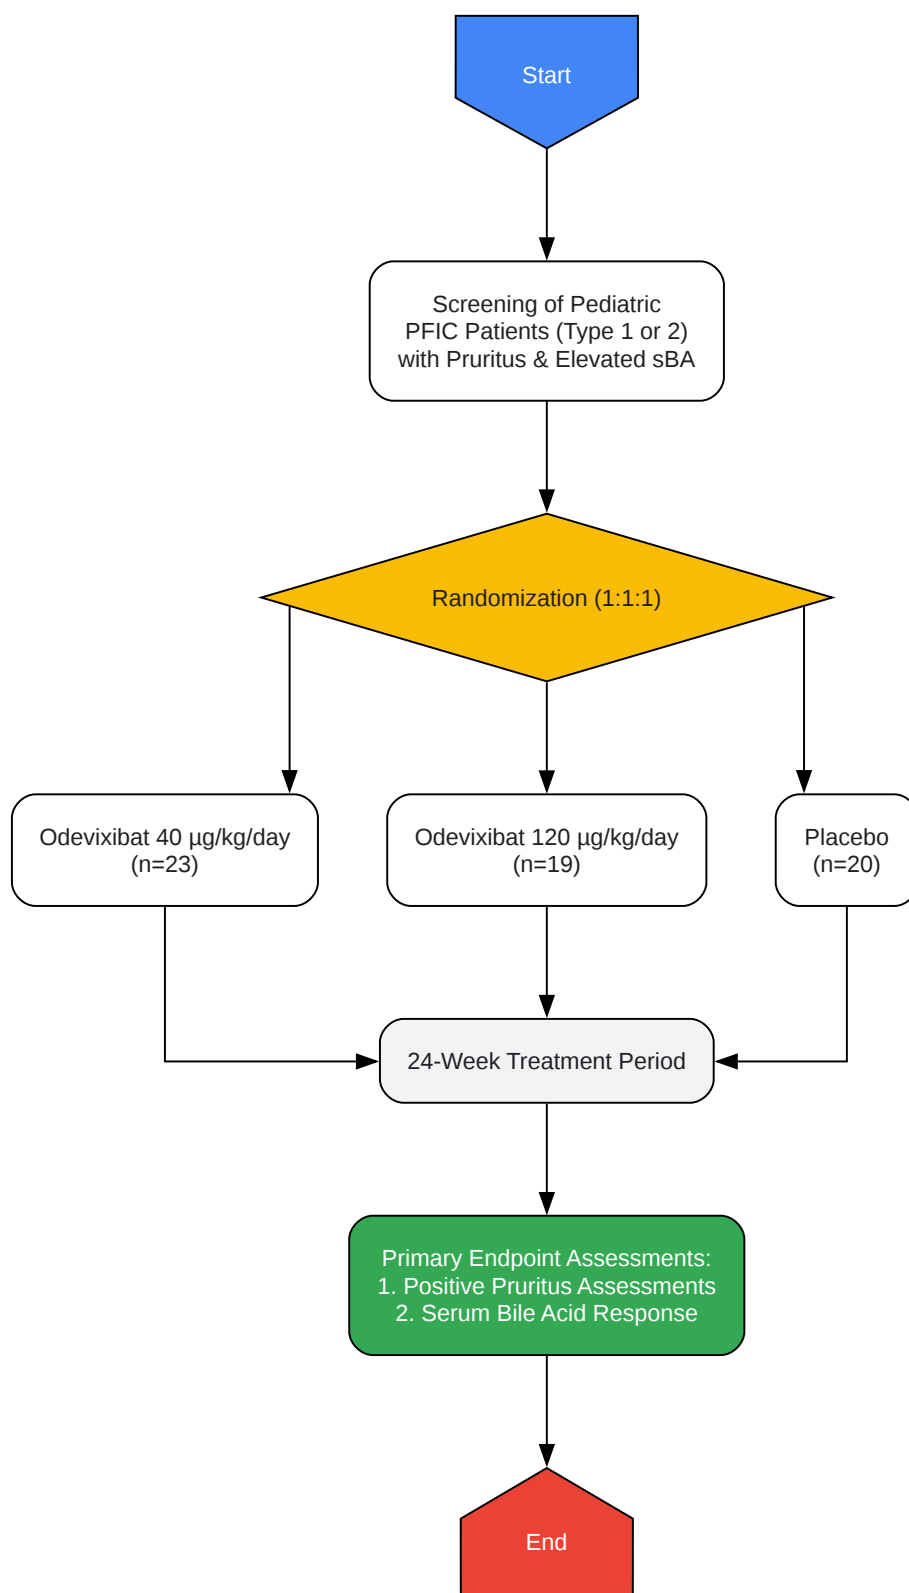 Start
Screening of Pediatric
PFIC Patients (Type 1 or 2)
with Pruritus & Elevated sBA
Randomization (1:1:1)
Odevixibat 40 µg/kg/day
(n=23)
Odevixibat 120 µg/kg/day
(n=19)
Placebo
(n=20)
24-Week Treatment Period
Primary Endpoint Assessments:
1. Positive Pruritus Assessments
2. Serum Bile Acid Response
End